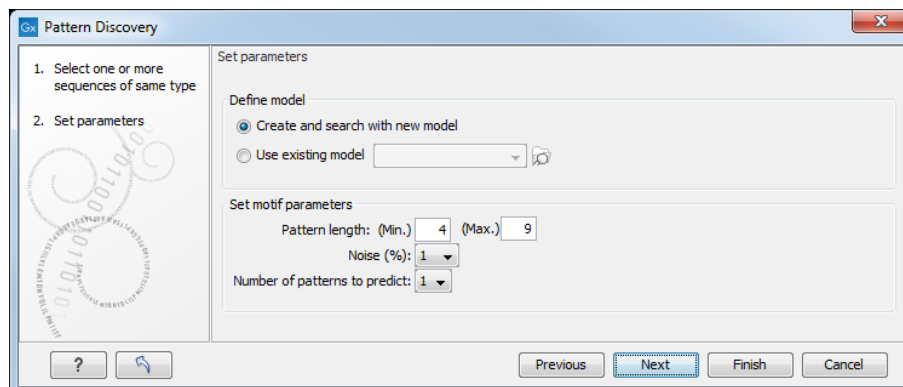 Gx Pattern Discovery
1. Select one or more
sequences of same type
2. Set parameters
Set parameters
Define model
Create and search with new model
Use existing model
Set motif parameters
Pattern length: (Min.) 4 (Max.) 9
Noise (%): 1
Number of patterns to predict: 1
? Previous Next Finish Cancel